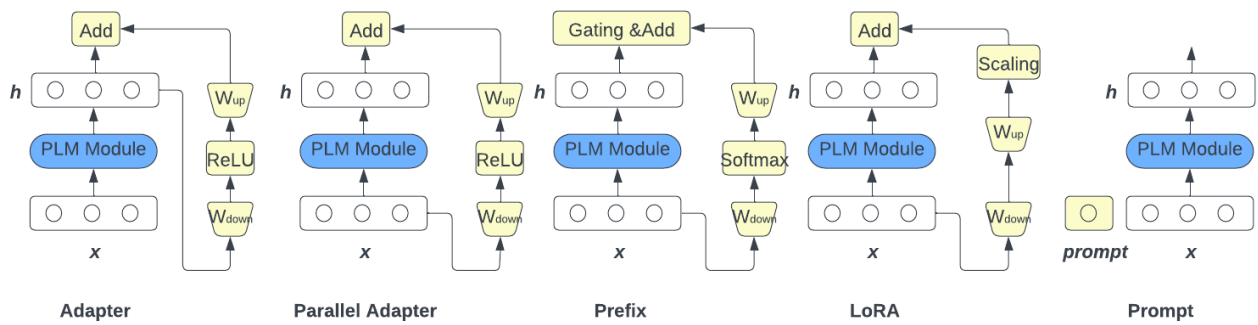 Add
h
PLM Module
x
Wup
ReLU
Wdown
Adapter
Add
h
PLM Module
x
Wup
ReLU
Wdown
Parallel Adapter
Gating &Add
h
PLM Module
x
Wup
Softmax
Wdown
Prefix
Add
h
PLM Module
x
Scaling
Wup
Wdown
LoRA
h
PLM Module
prompt
x
Prompt